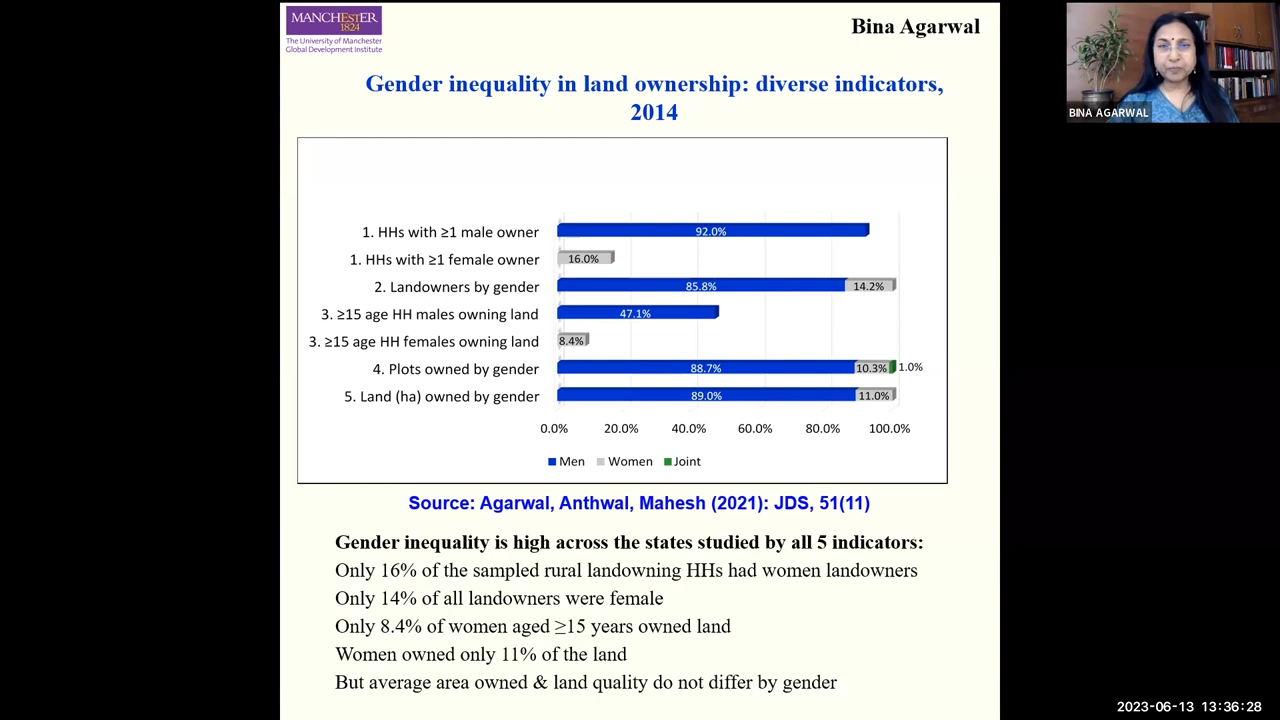 MANCHESTER
1824
The University of Manchester
Global Development Institute
Bina Agarwal
BINA AGARWAL
Gender inequality in land ownership: diverse indicators,
2014
1. HHs with ≥1 male owner 92.0%
1. HHs with ≥1 female owner 16.0%
2. Landowners by gender 85.8% 14.2%
3. ≥15 age HH males owning land 47.1%
3. ≥15 age HH females owning land 8.4%
4. Plots owned by gender 88.7% 10.3% 1.0%
5. Land (ha) owned by gender 89.0% 11.0%
0.0% 20.0% 40.0% 60.0% 80.0% 100.0%
Men Women Joint
Source: Agarwal, Anthwal, Mahesh (2021): JDS, 51(11)
Gender inequality is high across the states studied by all 5 indicators:
Only 16% of the sampled rural landowning HHs had women landowners
Only 14% of all landowners were female
Only 8.4% of women aged ≥15 years owned land
Women owned only 11% of the land
But average area owned & land quality do not differ by gender
2023-06-13 13:36:28